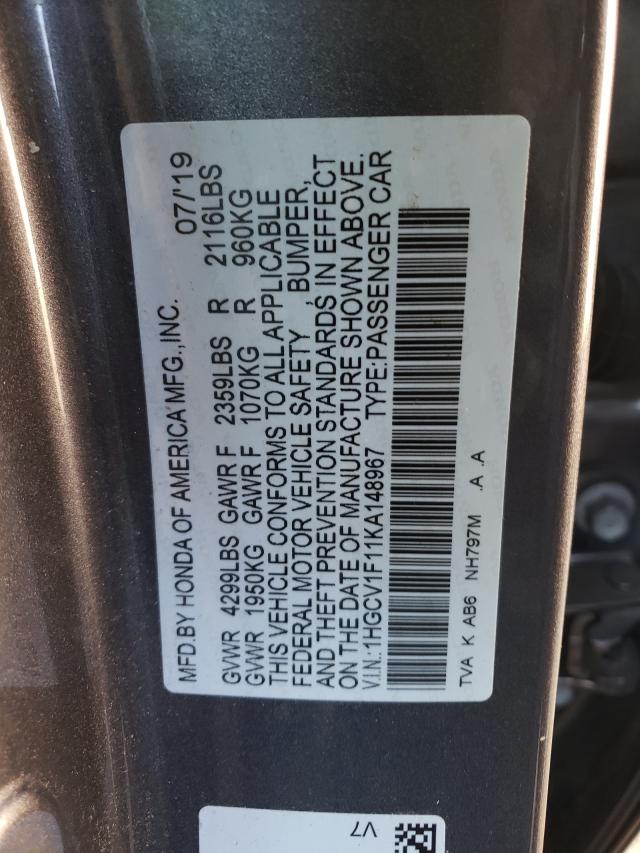 MFD.BY HONDA OF AMERICA MFG.,INC. 07/'19
GVWR 4299LBS GAWR F 2359LBS R 2116LBS
GVWR 1950KG GAWR F 1070KG R 960KG
THIS VEHICLE CONFORMS TO ALL APPLICABLE
FEDERAL MOTOR VEHICLE SAFETY , BUMPER,
AND THEFT PREVENTION STANDARDS IN EFFECT
ON THE DATE OF MANUFACTURE SHOWN ABOVE.
V.I.N.:1HGCV1F11KA148967 TYPE:PASSENGER CAR
TVA K AB6 NH797M .A .A
V7